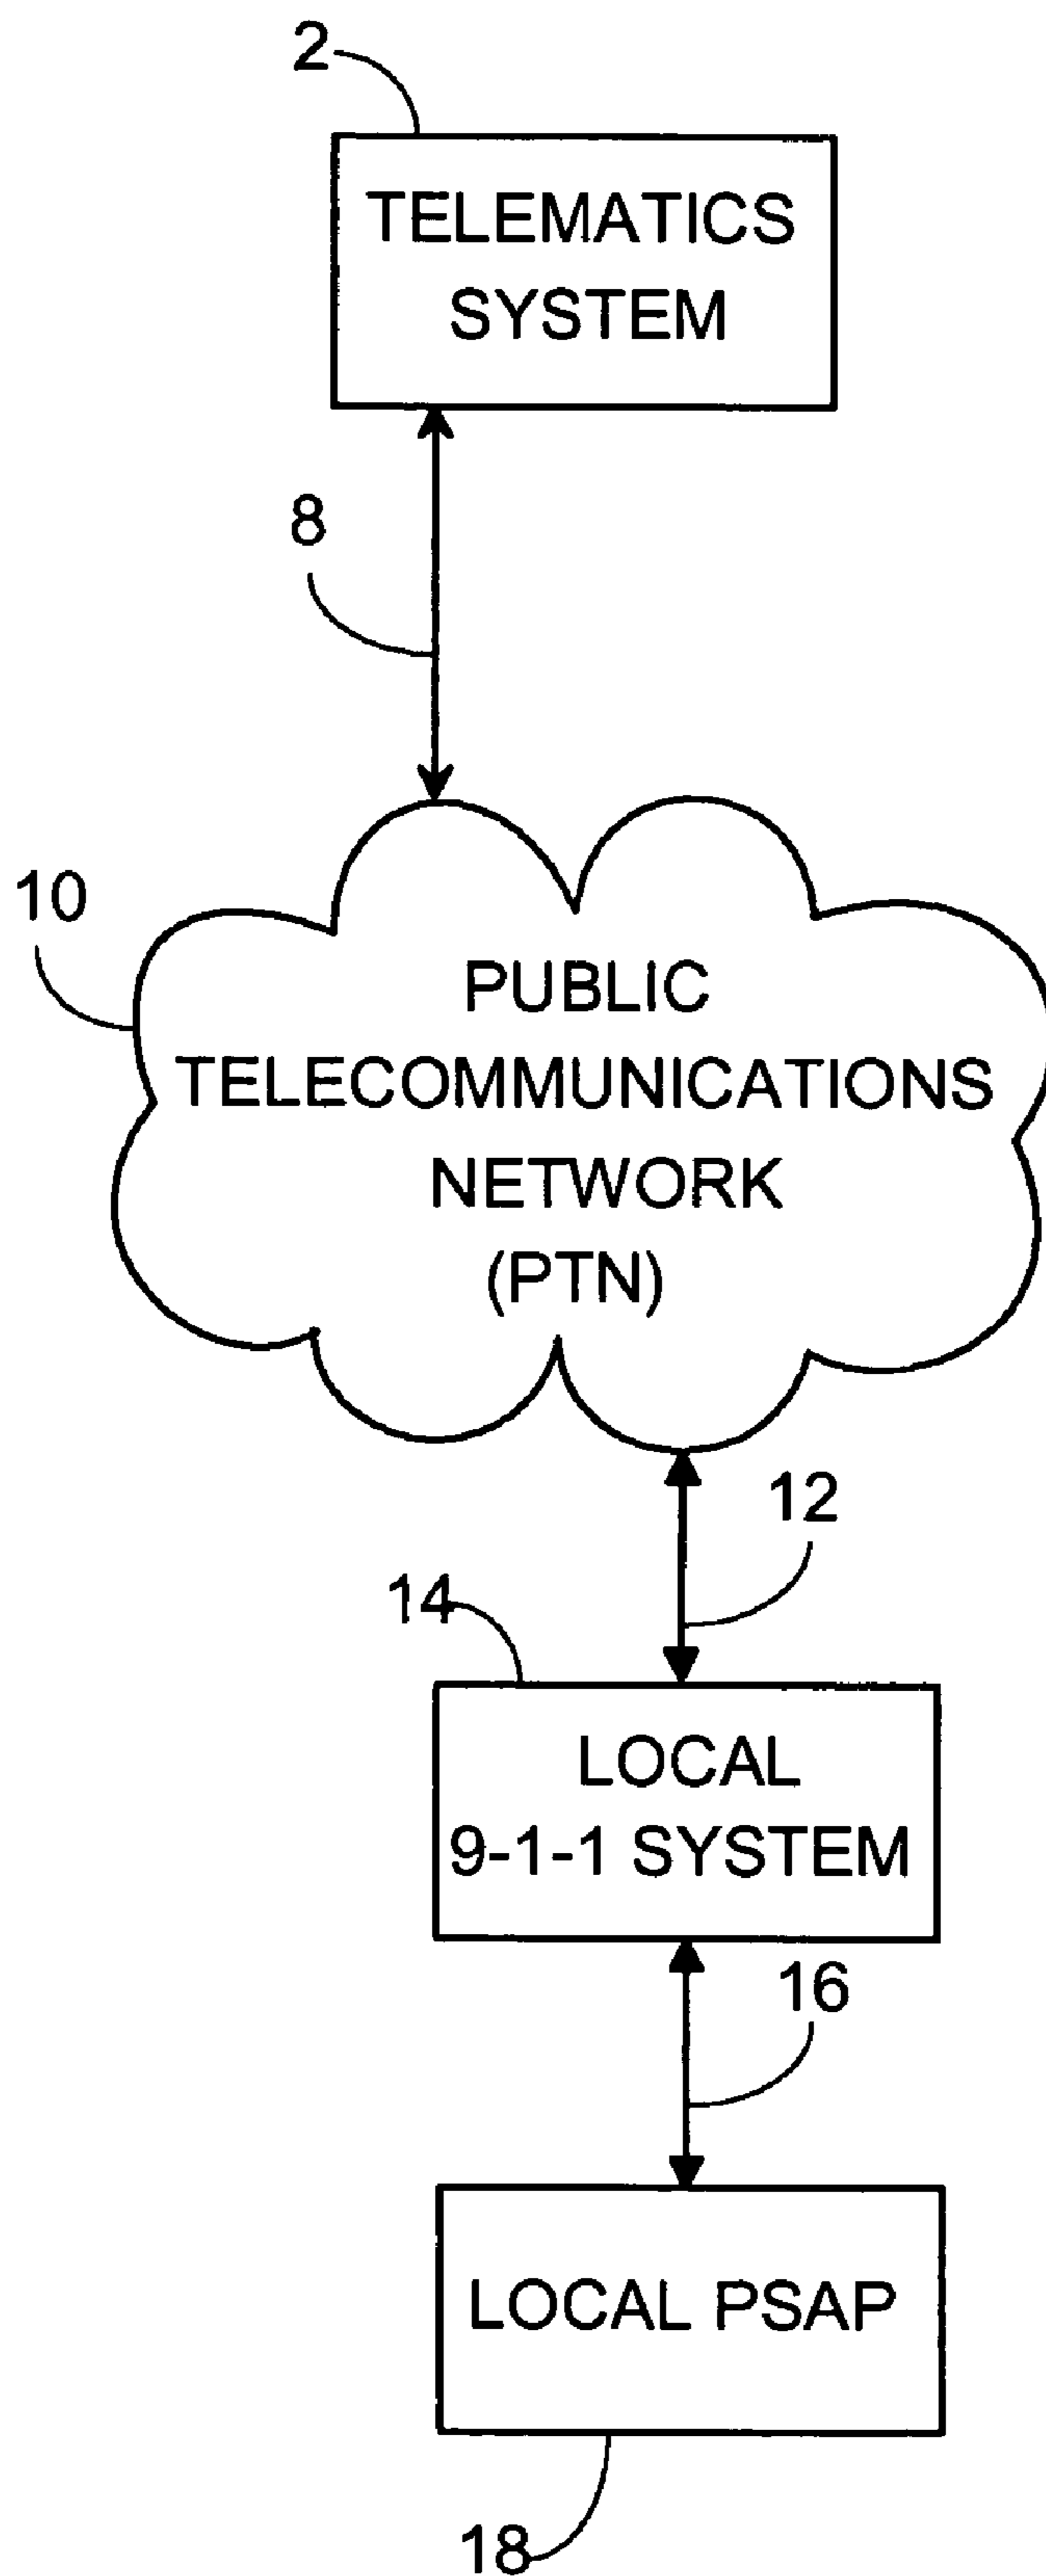 2
TELEMATICS
SYSTEM
8
10
PUBLIC
TELECOMMUNICATIONS
NETWORK
(PTN)
12
14
LOCAL
9-1-1 SYSTEM
16
LOCAL PSAP
18